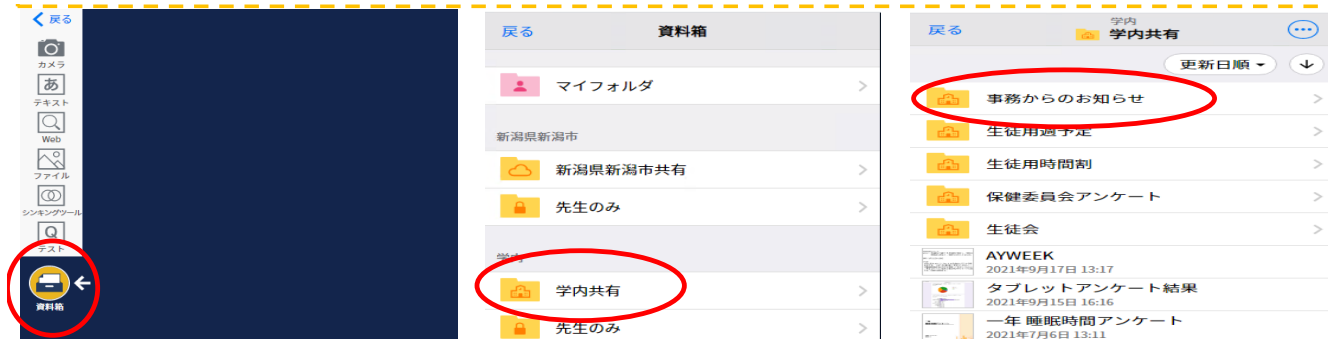 戻る
カメラ
あ
テキスト
Web
ファイル
シンキングツール
Q
テスト
資料箱
戻る
資料箱
マイフォルダ
新潟県新潟市
新潟県新潟市共有
先生のみ
学内
学内共有
先生のみ
戻る
学内
学内共有
更新日順
事務からのお知らせ
生徒用週予定
生徒用時間割
保健委員会アンケート
生徒会
AYWEEK
2021年9月17日 13:17
タブレットアンケート結果
2021年9月15日 16:16
一年 睡眠時間アンケート
2021年7月6日 13:11